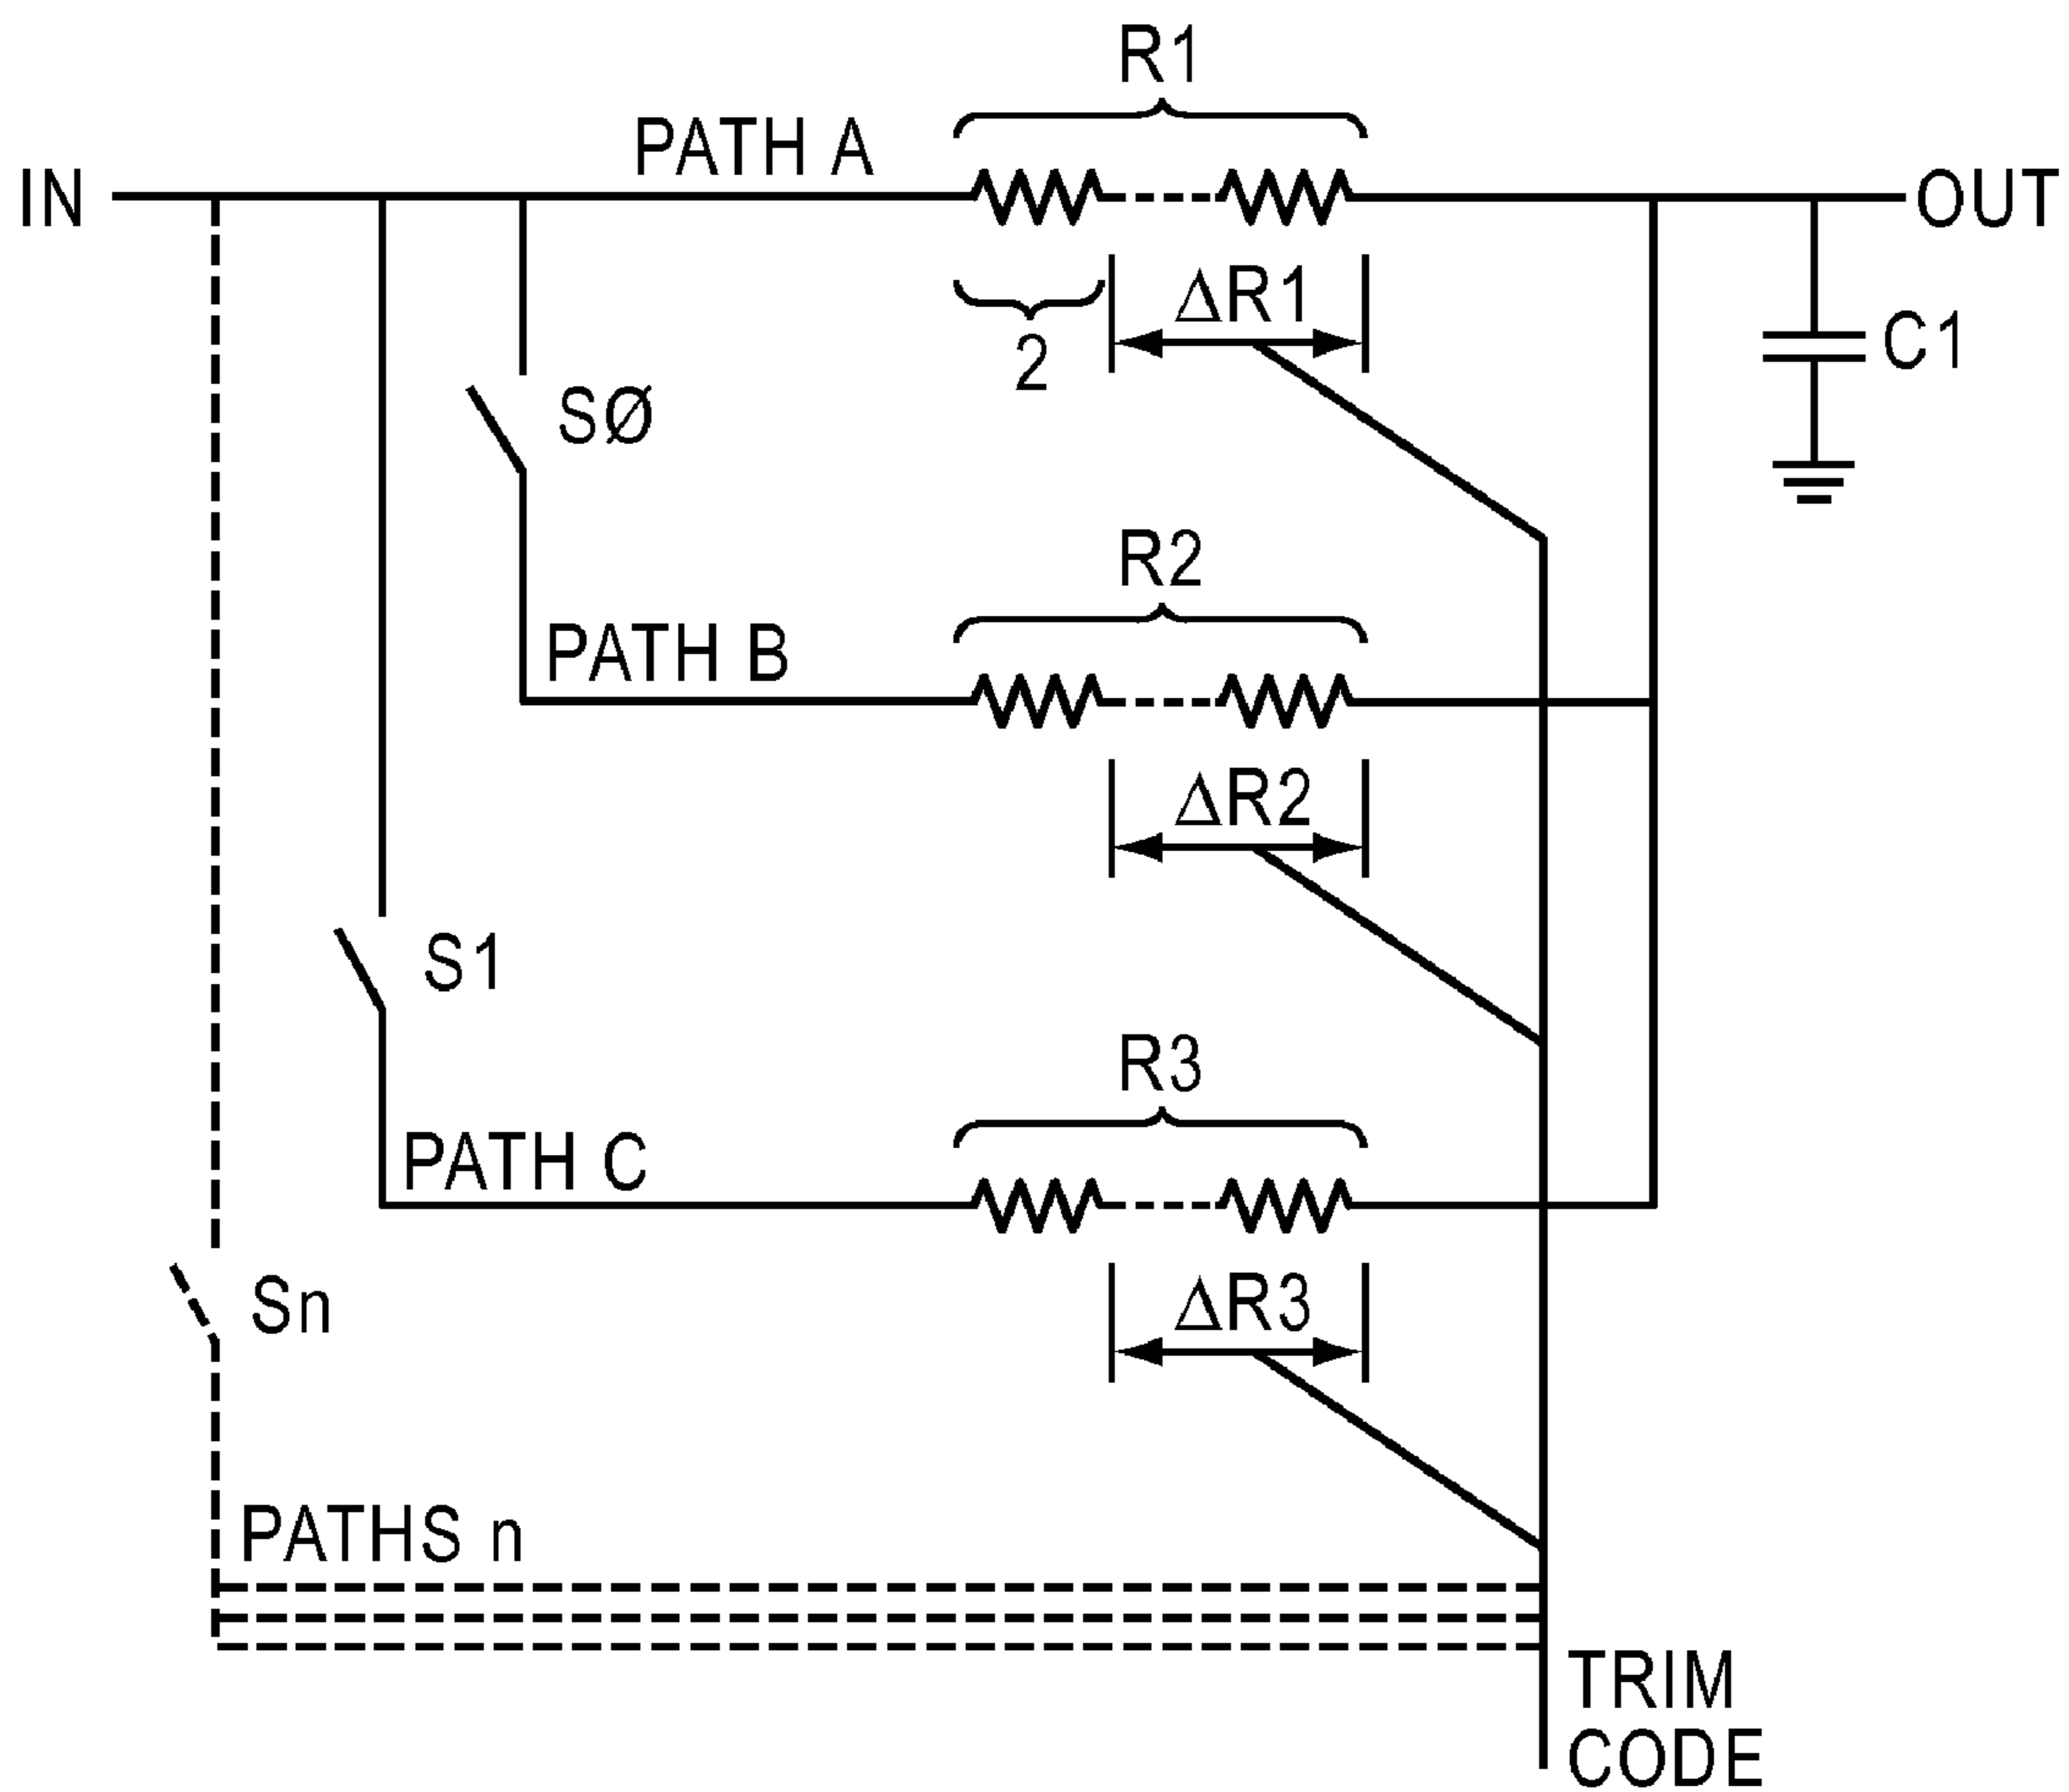 R1
PATH A
IN
OUT
ΔR1
2
C1
SØ
R2
PATH B
ΔR2
S1
R3
PATH C
ΔR3
Sn
PATHS n
TRIM
CODE